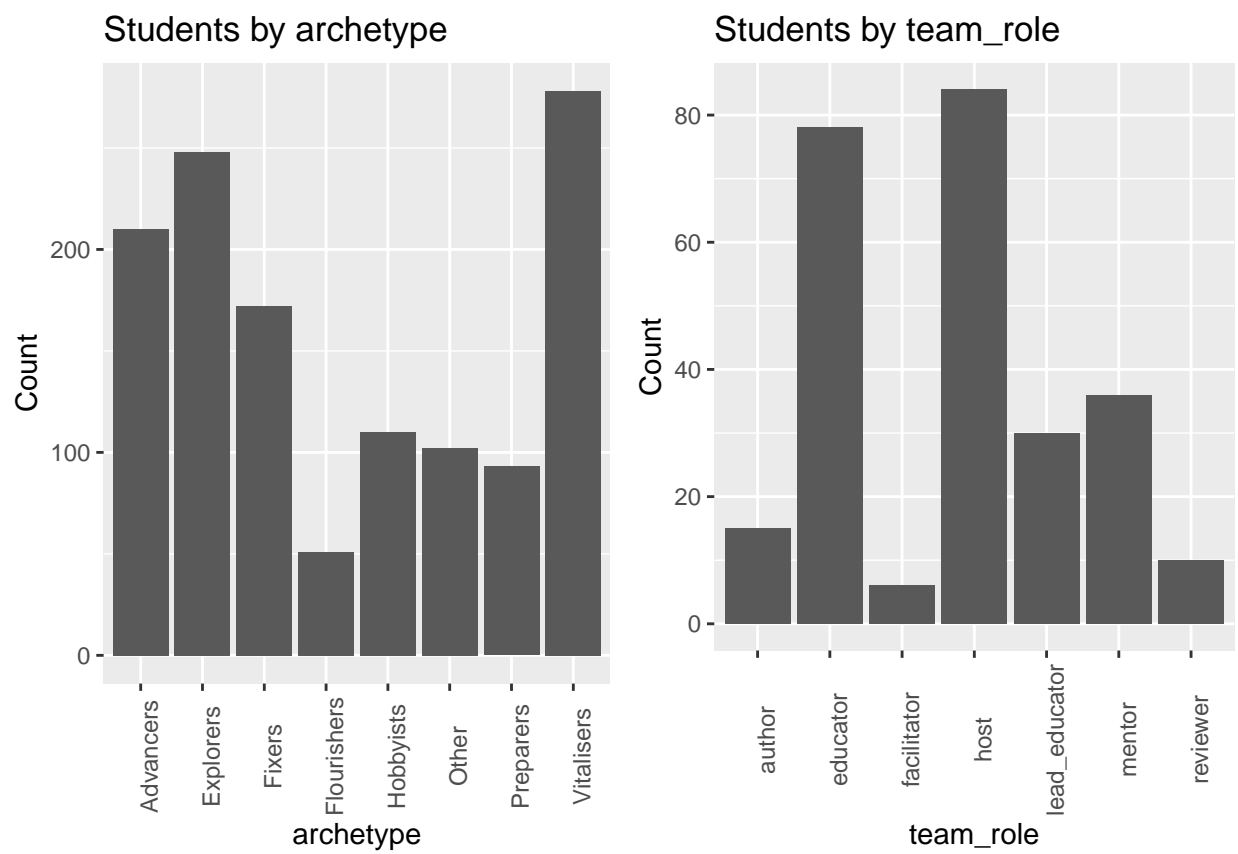 Students by archetype
Count
200
100
0
Advancers
Explorers
Fixers
Flourishers
Hobbyists
Other
Preparers
Vitalisers
archetype
Students by team_role
Count
80
60
40
20
0
author
educator
facilitator
host
lead_educator
mentor
reviewer
team_role